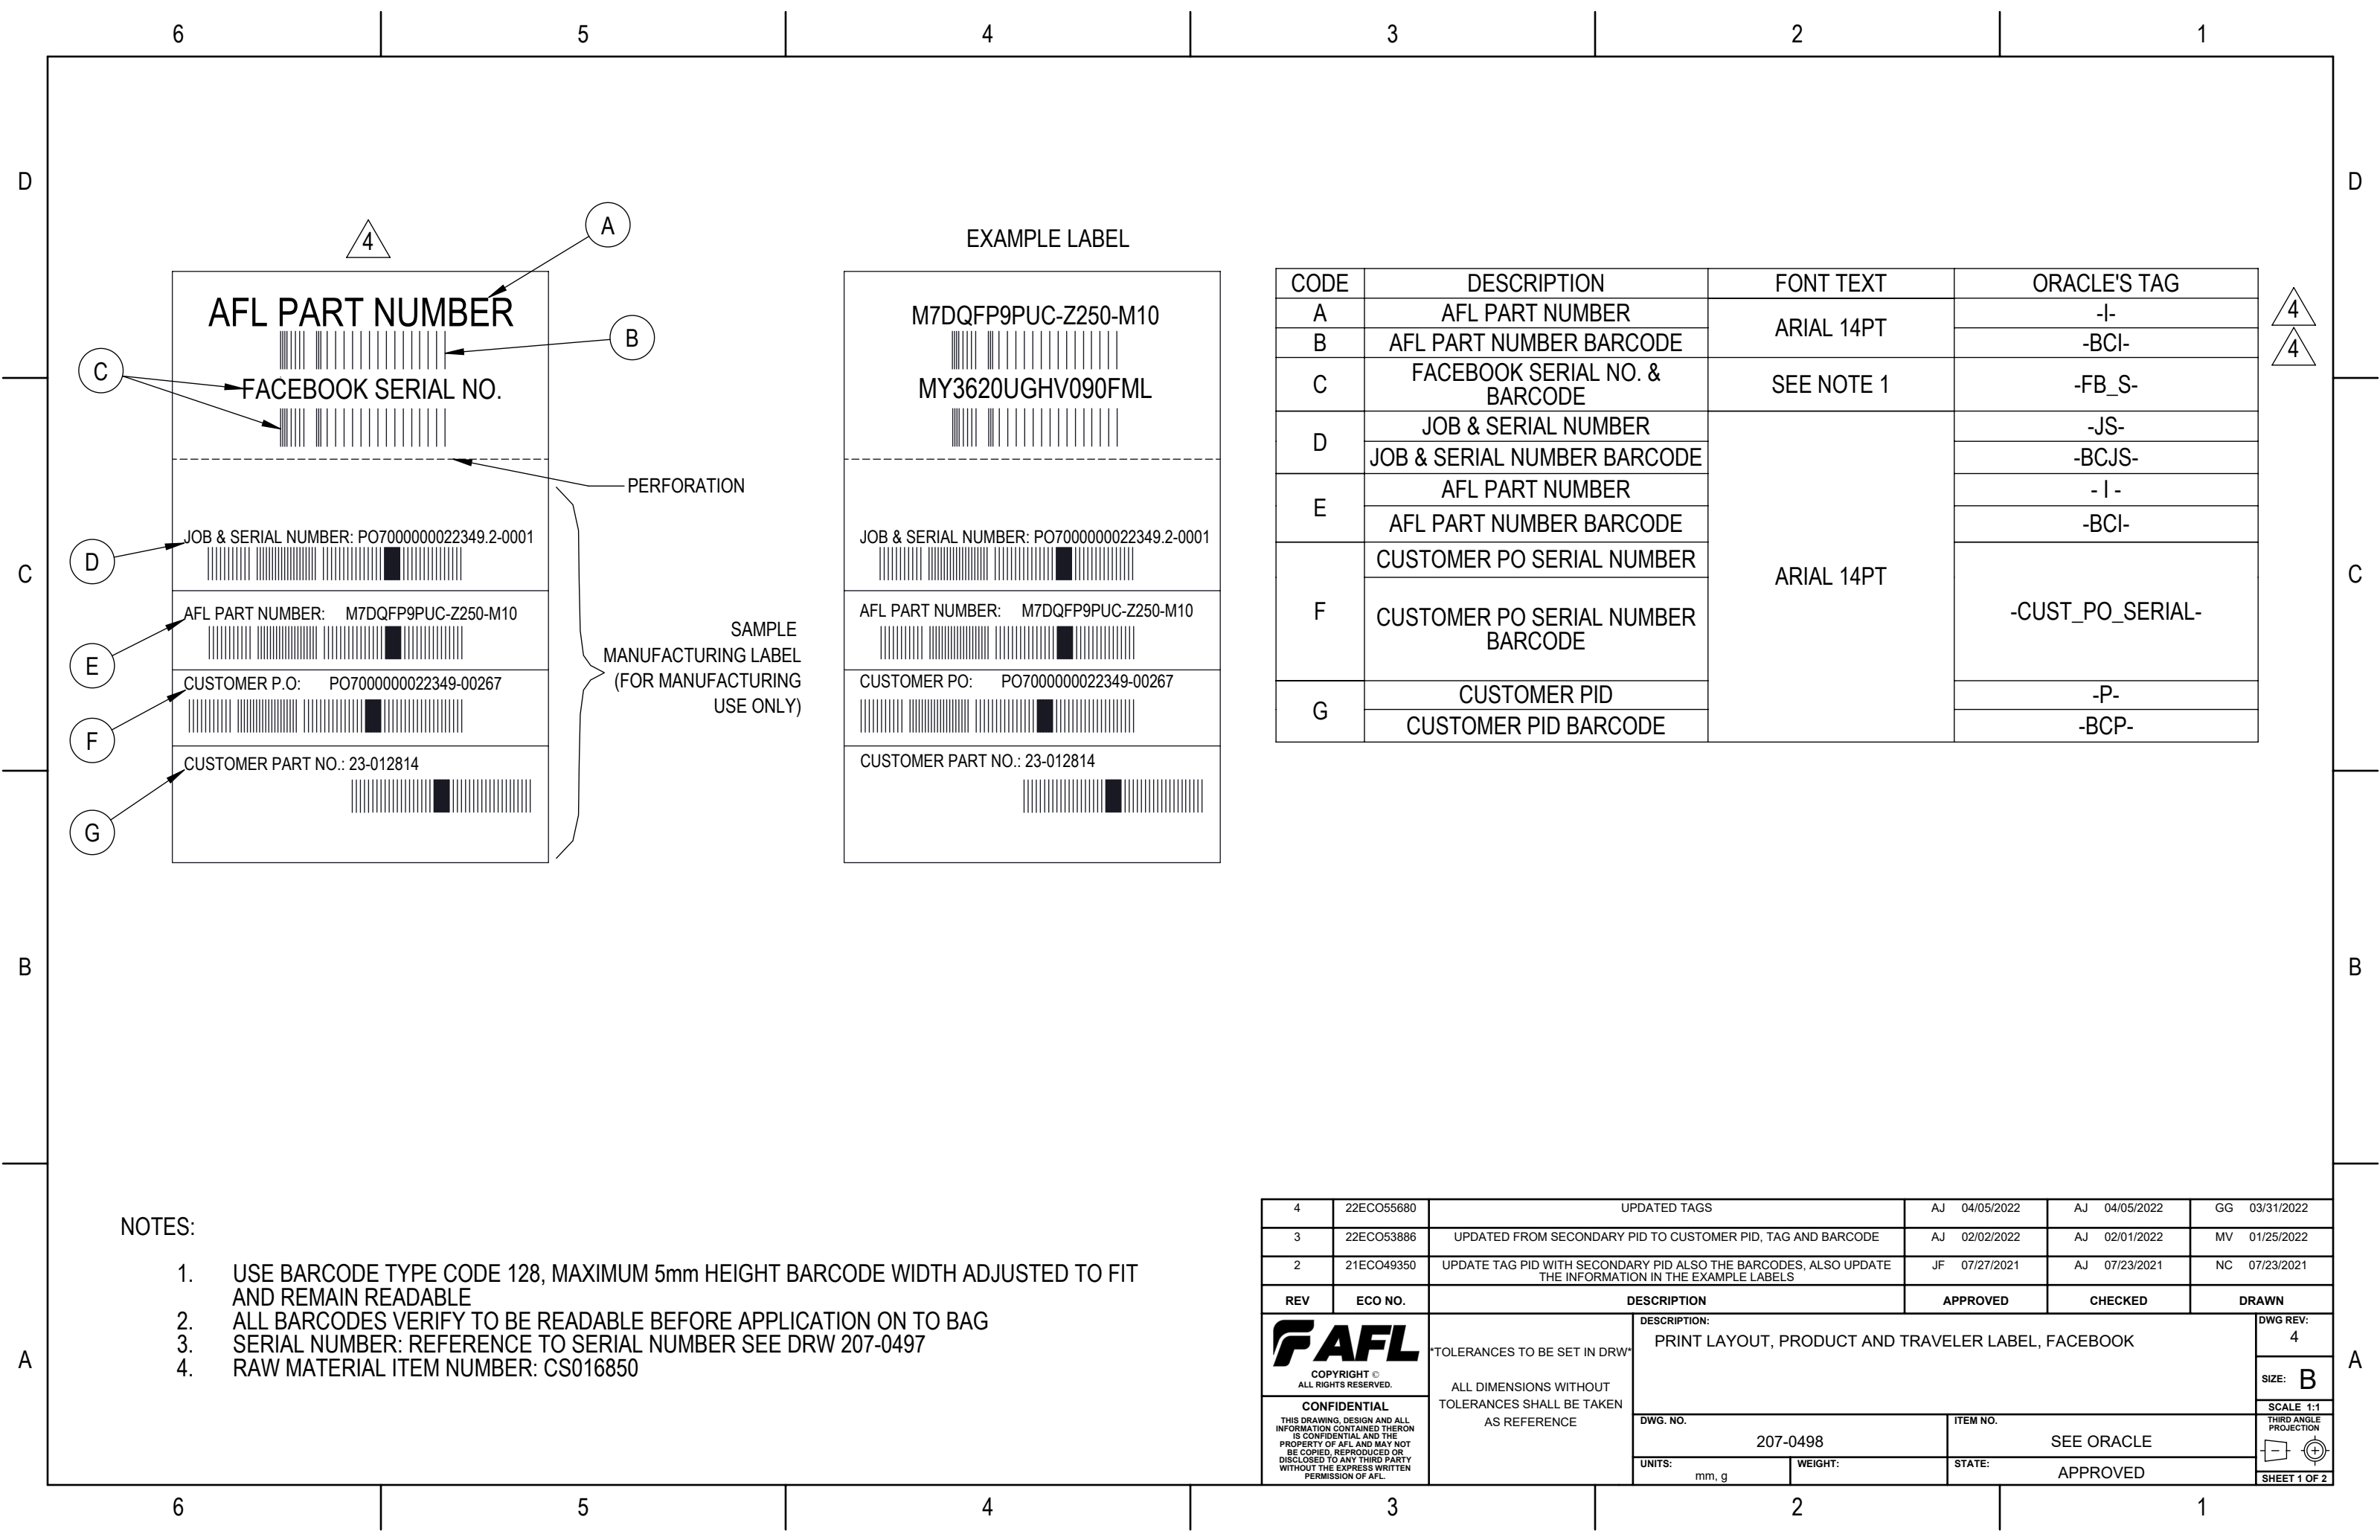 6 5 4 3 2 1
D D
C C
B B
A A
4
A
AFL PART NUMBER
B
C
FACEBOOK SERIAL NO.
PERFORATION
D
JOB & SERIAL NUMBER: PO7000000022349.2-0001
E
AFL PART NUMBER: M7DQFP9PUC-Z250-M10
F
CUSTOMER P.O: PO7000000022349-00267
G
CUSTOMER PART NO.: 23-012814
SAMPLE
MANUFACTURING LABEL
(FOR MANUFACTURING
USE ONLY)
EXAMPLE LABEL
M7DQFP9PUC-Z250-M10
MY3620UGHV090FML
JOB & SERIAL NUMBER: PO7000000022349.2-0001
AFL PART NUMBER: M7DQFP9PUC-Z250-M10
CUSTOMER PO: PO7000000022349-00267
CUSTOMER PART NO.: 23-012814
CODE DESCRIPTION FONT TEXT ORACLE'S TAG
A AFL PART NUMBER ARIAL 14PT -I- 4
B AFL PART NUMBER BARCODE -BCI- 4
C FACEBOOK SERIAL NO. &
BARCODE SEE NOTE 1 -FB_S-
D JOB & SERIAL NUMBER -JS-
JOB & SERIAL NUMBER BARCODE -BCJS-
E AFL PART NUMBER - I -
AFL PART NUMBER BARCODE -BCI-
F CUSTOMER PO SERIAL NUMBER ARIAL 14PT
CUSTOMER PO SERIAL NUMBER
BARCODE -CUST_PO_SERIAL-
G CUSTOMER PID -P-
CUSTOMER PID BARCODE -BCP-
NOTES:
1. USE BARCODE TYPE CODE 128, MAXIMUM 5mm HEIGHT BARCODE WIDTH ADJUSTED TO FIT
AND REMAIN READABLE
2. ALL BARCODES VERIFY TO BE READABLE BEFORE APPLICATION ON TO BAG
3. SERIAL NUMBER: REFERENCE TO SERIAL NUMBER SEE DRW 207-0497
4. RAW MATERIAL ITEM NUMBER: CS016850
4 22ECO55680 UPDATED TAGS AJ 04/05/2022 AJ 04/05/2022 GG 03/31/2022
3 22ECO53886 UPDATED FROM SECONDARY PID TO CUSTOMER PID, TAG AND BARCODE AJ 02/02/2022 AJ 02/01/2022 MV 01/25/2022
2 21ECO49350 UPDATE TAG PID WITH SECONDARY PID ALSO THE BARCODES, ALSO UPDATE
THE INFORMATION IN THE EXAMPLE LABELS JF 07/27/2021 AJ 07/23/2021 NC 07/23/2021
REV ECO NO. DESCRIPTION APPROVED CHECKED DRAWN
AFL
COPYRIGHT ©
ALL RIGHTS RESERVED.
CONFIDENTIAL
THIS DRAWING, DESIGN AND ALL
INFORMATION CONTAINED THERON
IS CONFIDENTIAL AND THE
PROPERTY OF AFL AND MAY NOT
BE COPIED, REPRODUCED OR
DISCLOSED TO ANY THIRD PARTY
WITHOUT THE EXPRESS WRITTEN
PERMISSION OF AFL.
*TOLERANCES TO BE SET IN DRW*
ALL DIMENSIONS WITHOUT
TOLERANCES SHALL BE TAKEN
AS REFERENCE
DESCRIPTION:
PRINT LAYOUT, PRODUCT AND TRAVELER LABEL, FACEBOOK
DWG REV:
4
SIZE: B
SCALE 1:1
THIRD ANGLE
PROJECTION
SHEET 1 OF 2
DWG. NO.
207-0498
ITEM NO.
SEE ORACLE
UNITS:
mm, g
WEIGHT:
STATE:
APPROVED
6 5 4 3 2 1